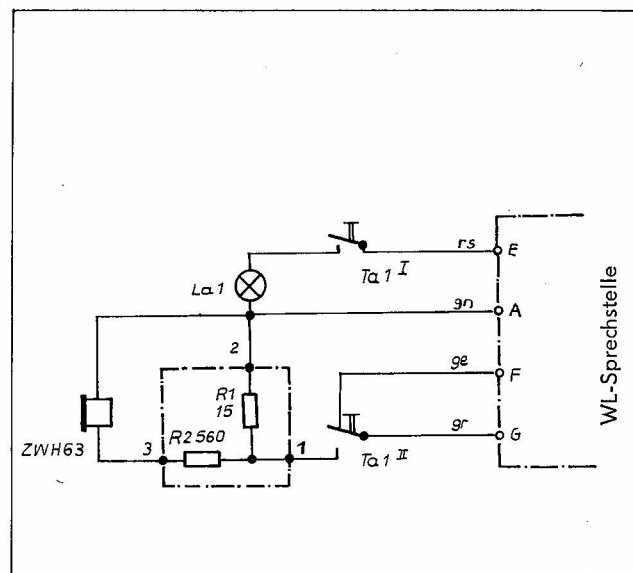 rs
E
Ta1 I
La1
gn
A
2
ge
F
R1
15
WL-Sprechstelle
ZWH63
3
R2 560
1
gr
G
Ta1 II